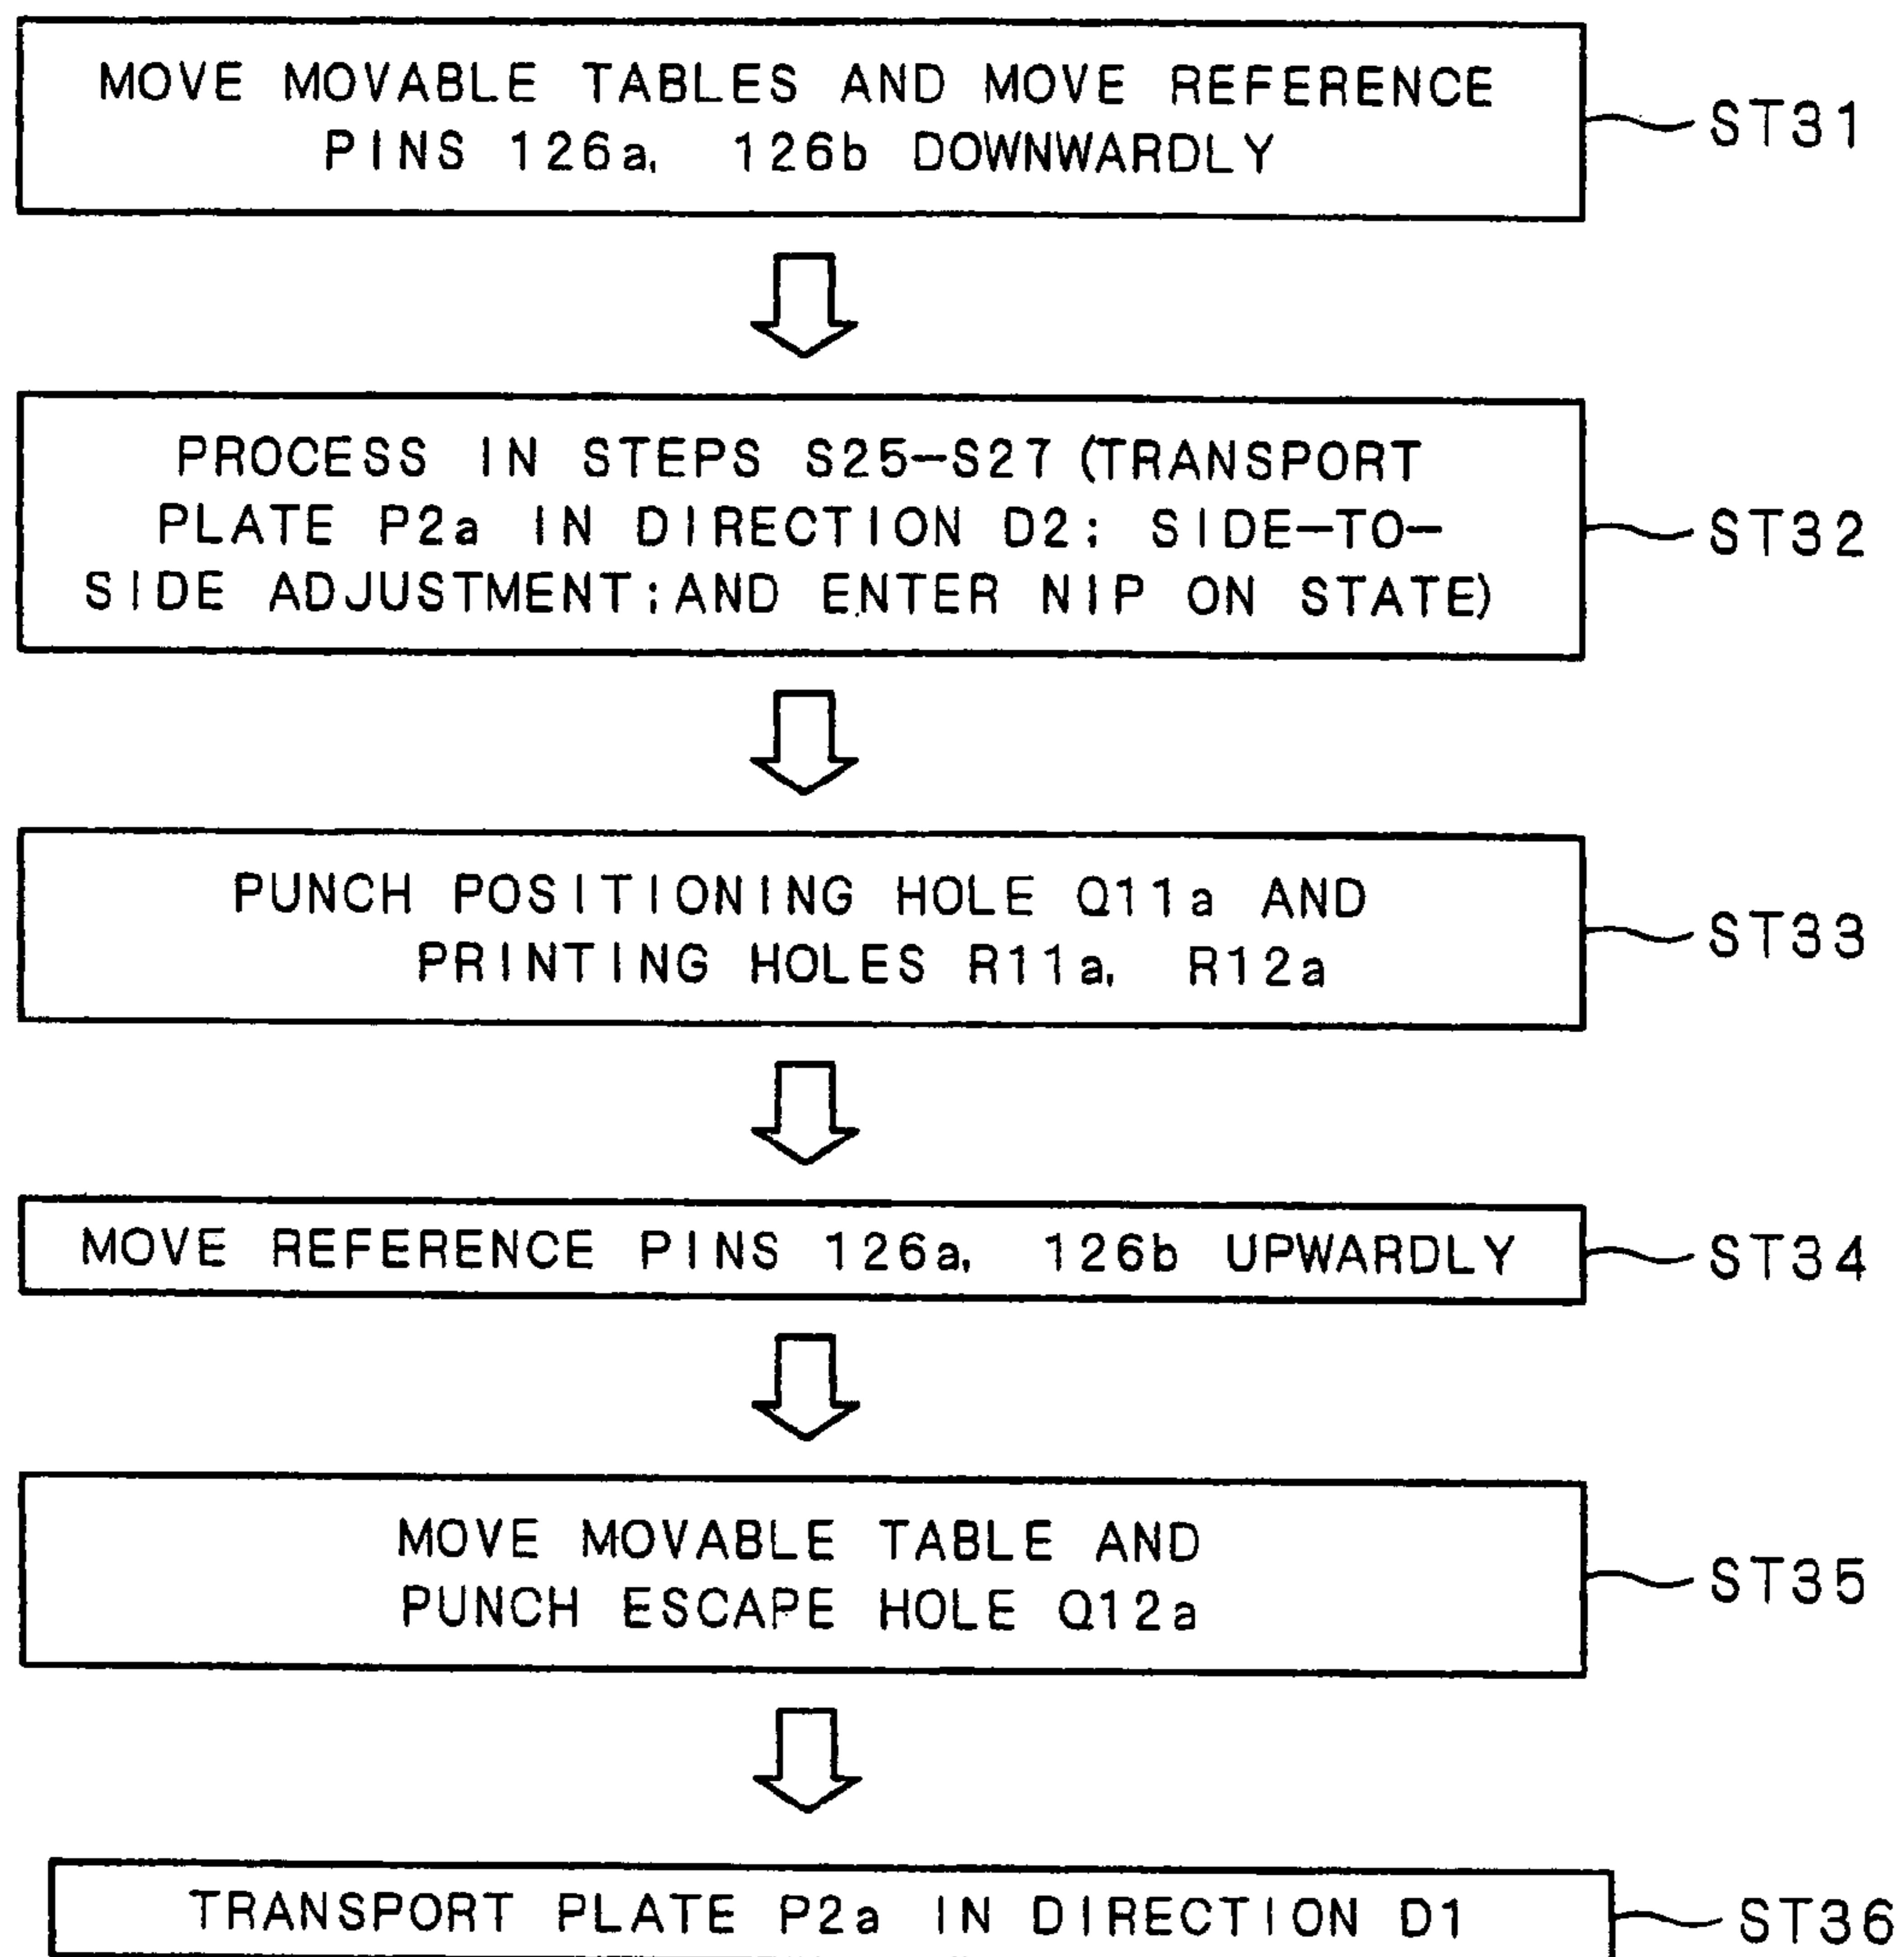 MOVE MOVABLE TABLES AND MOVE REFERENCE
PINS 126a, 126b DOWNWARDLY
ST31
PROCESS IN STEPS S25-S27 (TRANSPORT
PLATE P2a IN DIRECTION D2; SIDE-TO-
SIDE ADJUSTMENT;AND ENTER NIP ON STATE)
ST32
PUNCH POSITIONING HOLE Q11a AND
PRINTING HOLES R11a, R12a
ST33
MOVE REFERENCE PINS 126a, 126b UPWARDLY
ST34
MOVE MOVABLE TABLE AND
PUNCH ESCAPE HOLE Q12a
ST35
TRANSPORT PLATE P2a IN DIRECTION D1
ST36